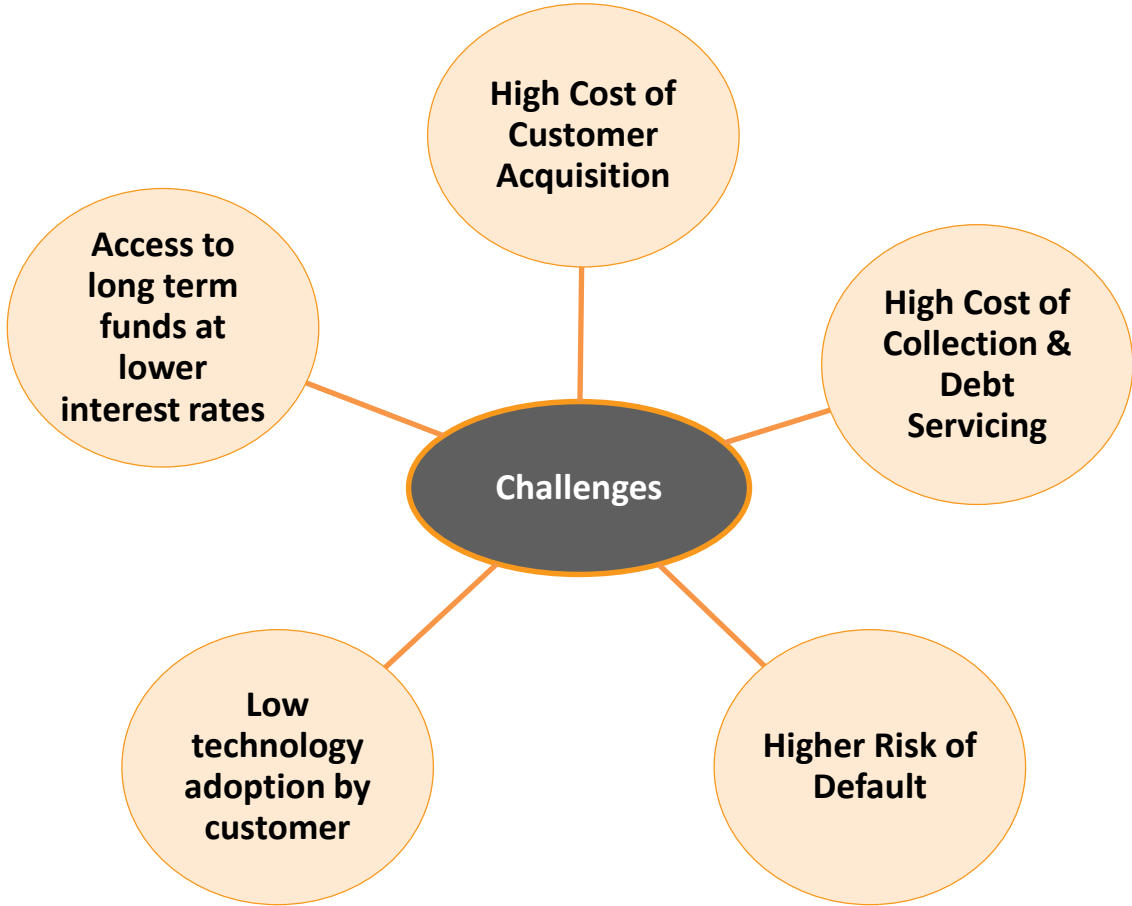 High Cost of
Customer
Acquisition
Access to
long term
funds at
lower
interest rates
High Cost of
Collection &
Debt
Servicing
Challenges
Low
technology
adoption by
customer
Higher Risk of
Default